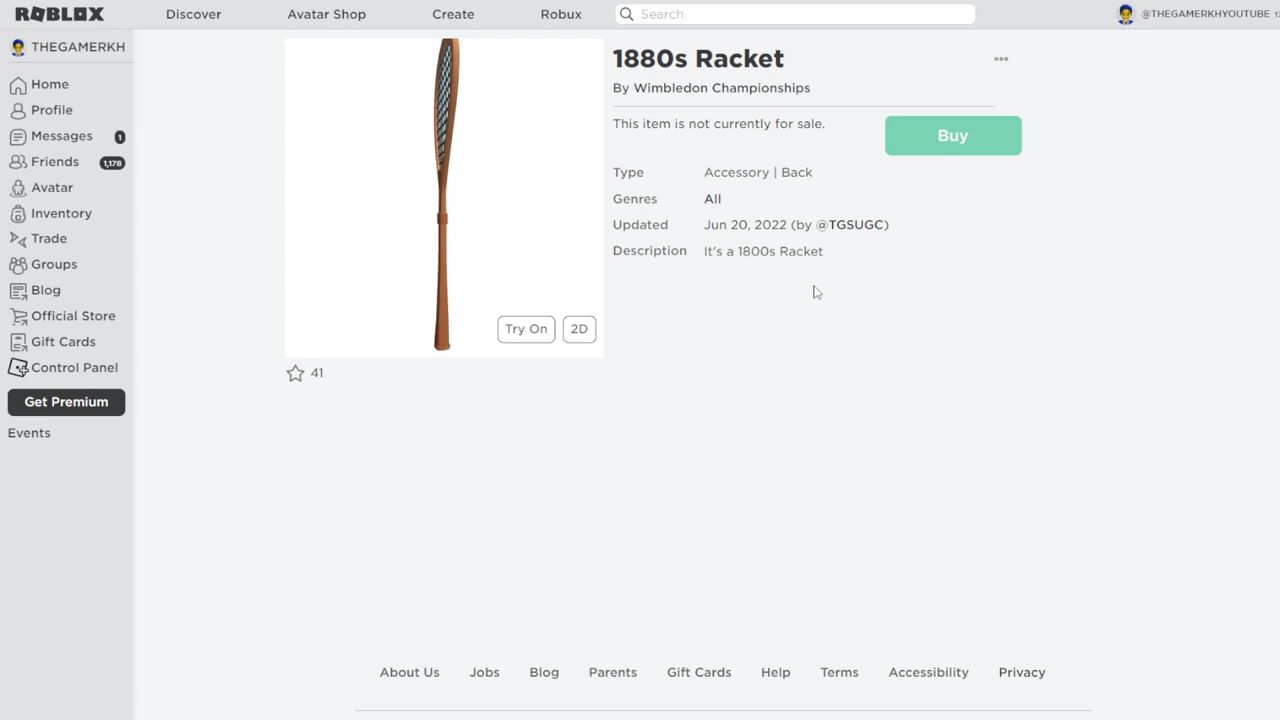 ROBLOX
Discover
Avatar Shop
Create
Robux
Search
@THEGAMERKHYOUTUBE
THEGAMERKH
Home
Profile
Messages 1
Friends 1,178
Avatar
Inventory
Trade
Groups
Blog
Official Store
Gift Cards
Control Panel
Get Premium
Events
Try On
2D
41
1880s Racket
By Wimbledon Championships
This item is not currently for sale.
Buy
Type Accessory | Back
Genres All
Updated Jun 20, 2022 (by @TGSUGC)
Description It's a 1800s Racket
About Us
Jobs
Blog
Parents
Gift Cards
Help
Terms
Accessibility
Privacy